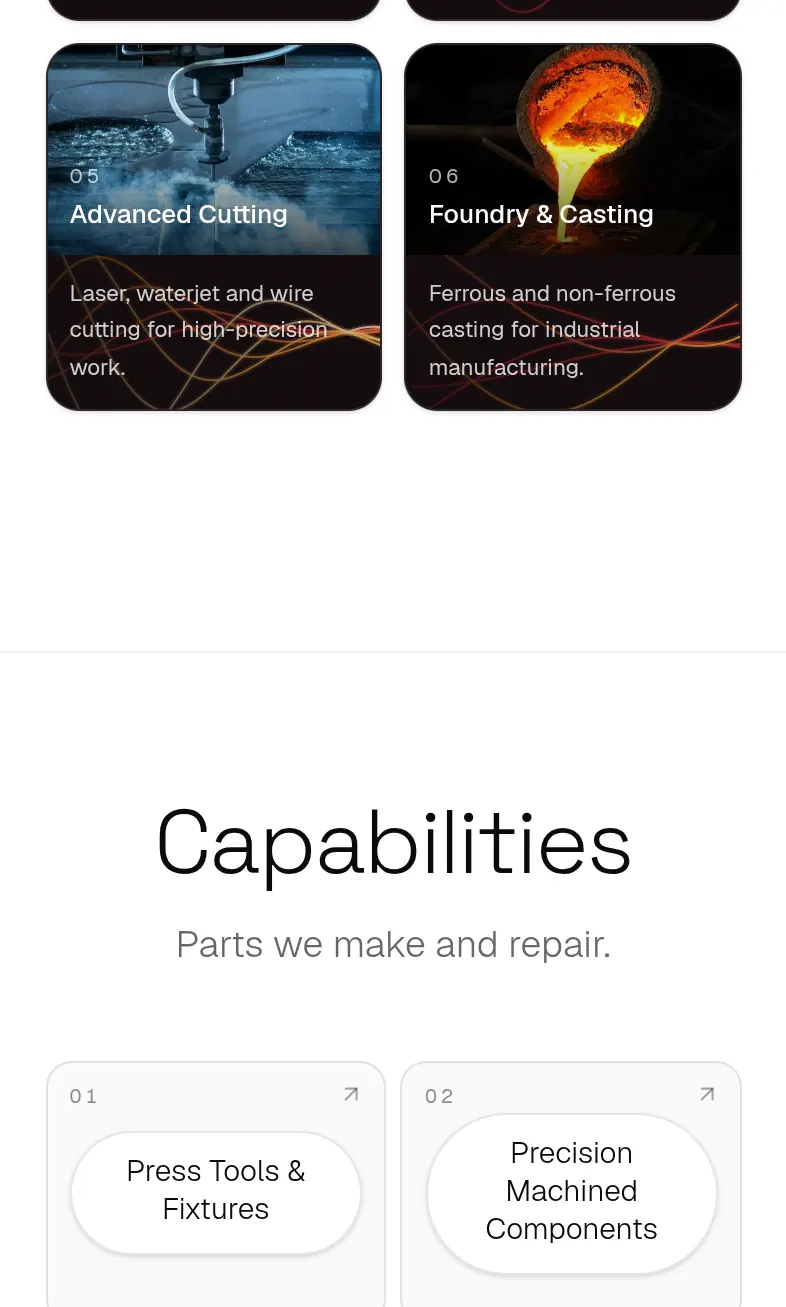 05
Advanced Cutting
Laser, waterjet and wire
cutting for high-precision
work.
06
Foundry & Casting
Ferrous and non-ferrous
casting for industrial
manufacturing.
Capabilities
Parts we make and repair.
01
Press Tools &
Fixtures
02
Precision
Machined
Components